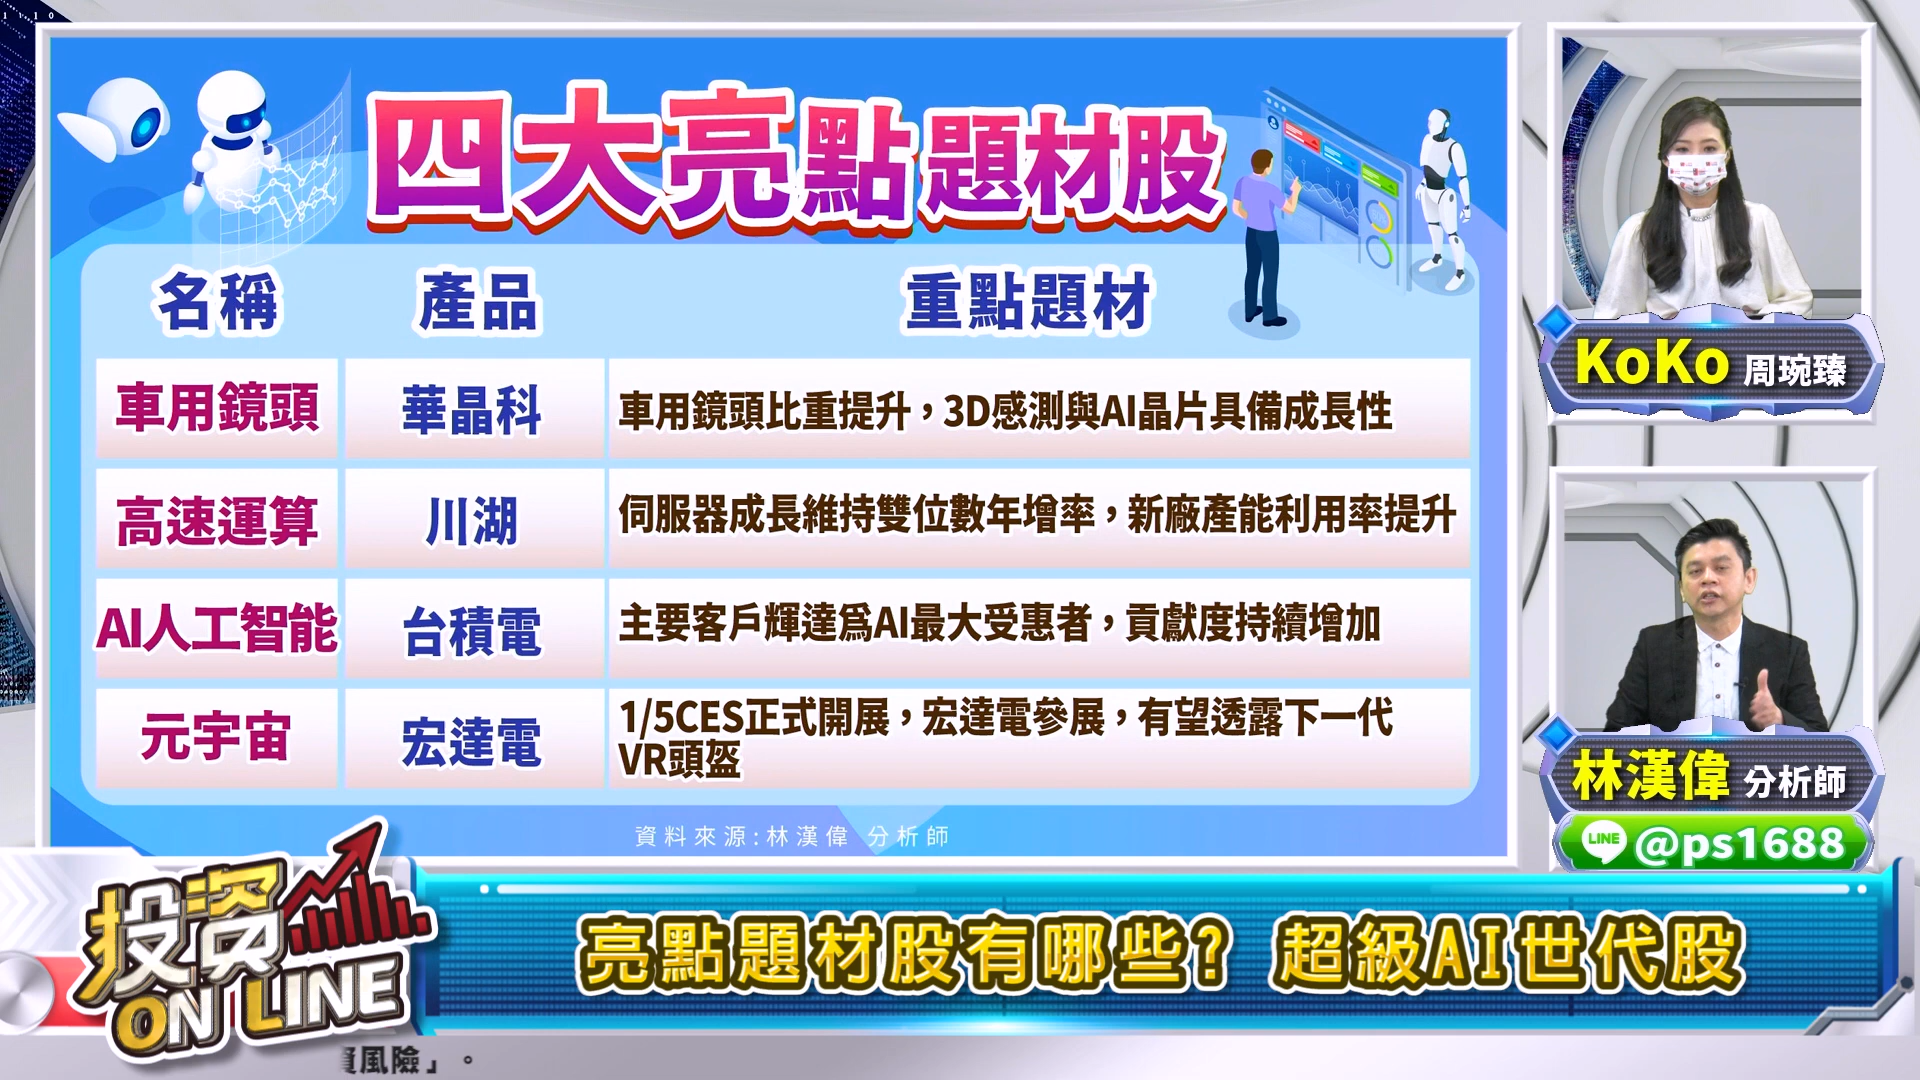 四大亮點題材股
名稱 產品 重點題材
車用鏡頭 華晶科 車用鏡頭比重提升，3D感測與AI晶片具備成長性
高速運算 川湖 伺服器成長維持雙位數年增率，新廠產能利用率提升
AI人工智能 台積電 主要客戶輝達爲AI最大受惠者，貢獻度持續增加
元宇宙 宏達電 1/5CES正式開展，宏達電參展，有望透露下一代
VR頭盔
資料來源:林漢偉 分析師
KoKo 周琬臻
林漢偉 分析師
LINE @ps1688
投資
ON LINE
亮點題材股有哪些? 超級AI世代股
風險」。